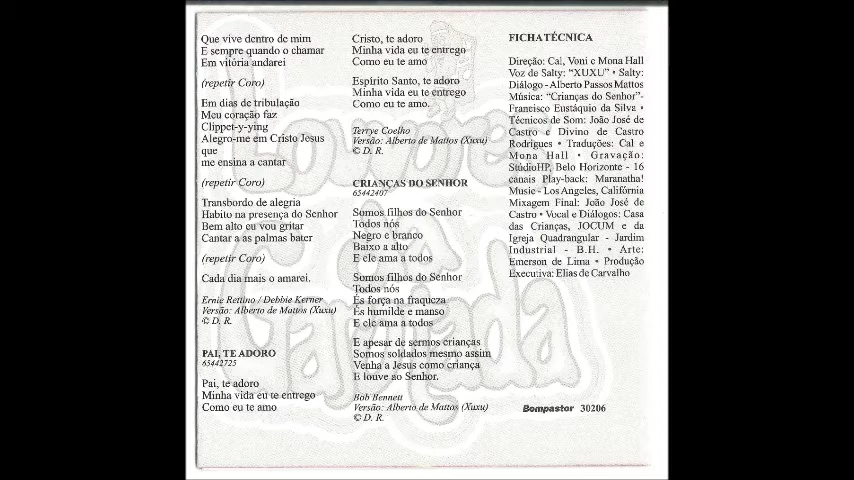 Que vive dentro de mim
E sempre quando o chamar
Em vitória andarei
(repetir Coro)
Em dias de tribulação
Meu coração faz
Clippet-y-ying
Alegro-me em Cristo Jesus
que
me ensina a cantar
(repetir Coro)
Transbordo de alegria
Habito na presença do Senhor
Bem alto eu vou gritar
Cantar a as palmas bater
(repetir Coro)
Cada dia mais o amarei.
Ernie Rettino / Debbie Kerner
Versão: Alberto de Mattos (Xuxu)
© D. R.
PAI, TE ADORO
65442725
Pai, te adoro
Minha vida eu te entrego
Como eu te amo
Cristo, te adoro
Minha vida eu te entrego
Como eu te amo
Espírito Santo, te adoro
Minha vida eu te entrego
Como eu te amo.
Terrye Coelho
Versão: Alberto de Mattos (Xuxu)
© D. R.
CRIANÇAS DO SENHOR
65442407
Somos filhos do Senhor
Todos nós
Negro e branco
Baixo a alto
E ele ama a todos
Somos filhos do Senhor
Todos nós
És força na fraqueza
És humilde e manso
E ele ama a todos
E apesar de sermos crianças
Somos soldados mesmo assim
Venha a Jesus como criança
E louve ao Senhor.
Bob Bennett
Versão: Alberto de Mattos (Xuxu)
© D. R.
FICHA TÉCNICA
Direção: Cal, Voni e Mona Hall
Voz de Salty: “XUXU” • Salty:
Diálogo - Alberto Passos Mattos
Música: “Crianças do Senhor”-
Francisco Eustáquio da Silva •
Técnicos de Som: João José de
Castro e Divino de Castro
Rodrigues • Traduções: Cal e
Mona Hall • Gravação:
StúdioHP, Belo Horizonte - 16
canais Play-back: Maranatha!
Music - Los Angeles, Califórnia
Mixagem Final: João José de
Castro • Vocal e Diálogos: Casa
das Crianças, JOCUM e da
Igreja Quadrangular - Jardim
Industrial - B.H. • Arte:
Emerson de Lima • Produção
Executiva: Elias de Carvalho
Bompastor 30206
Louvores
da
Garotada